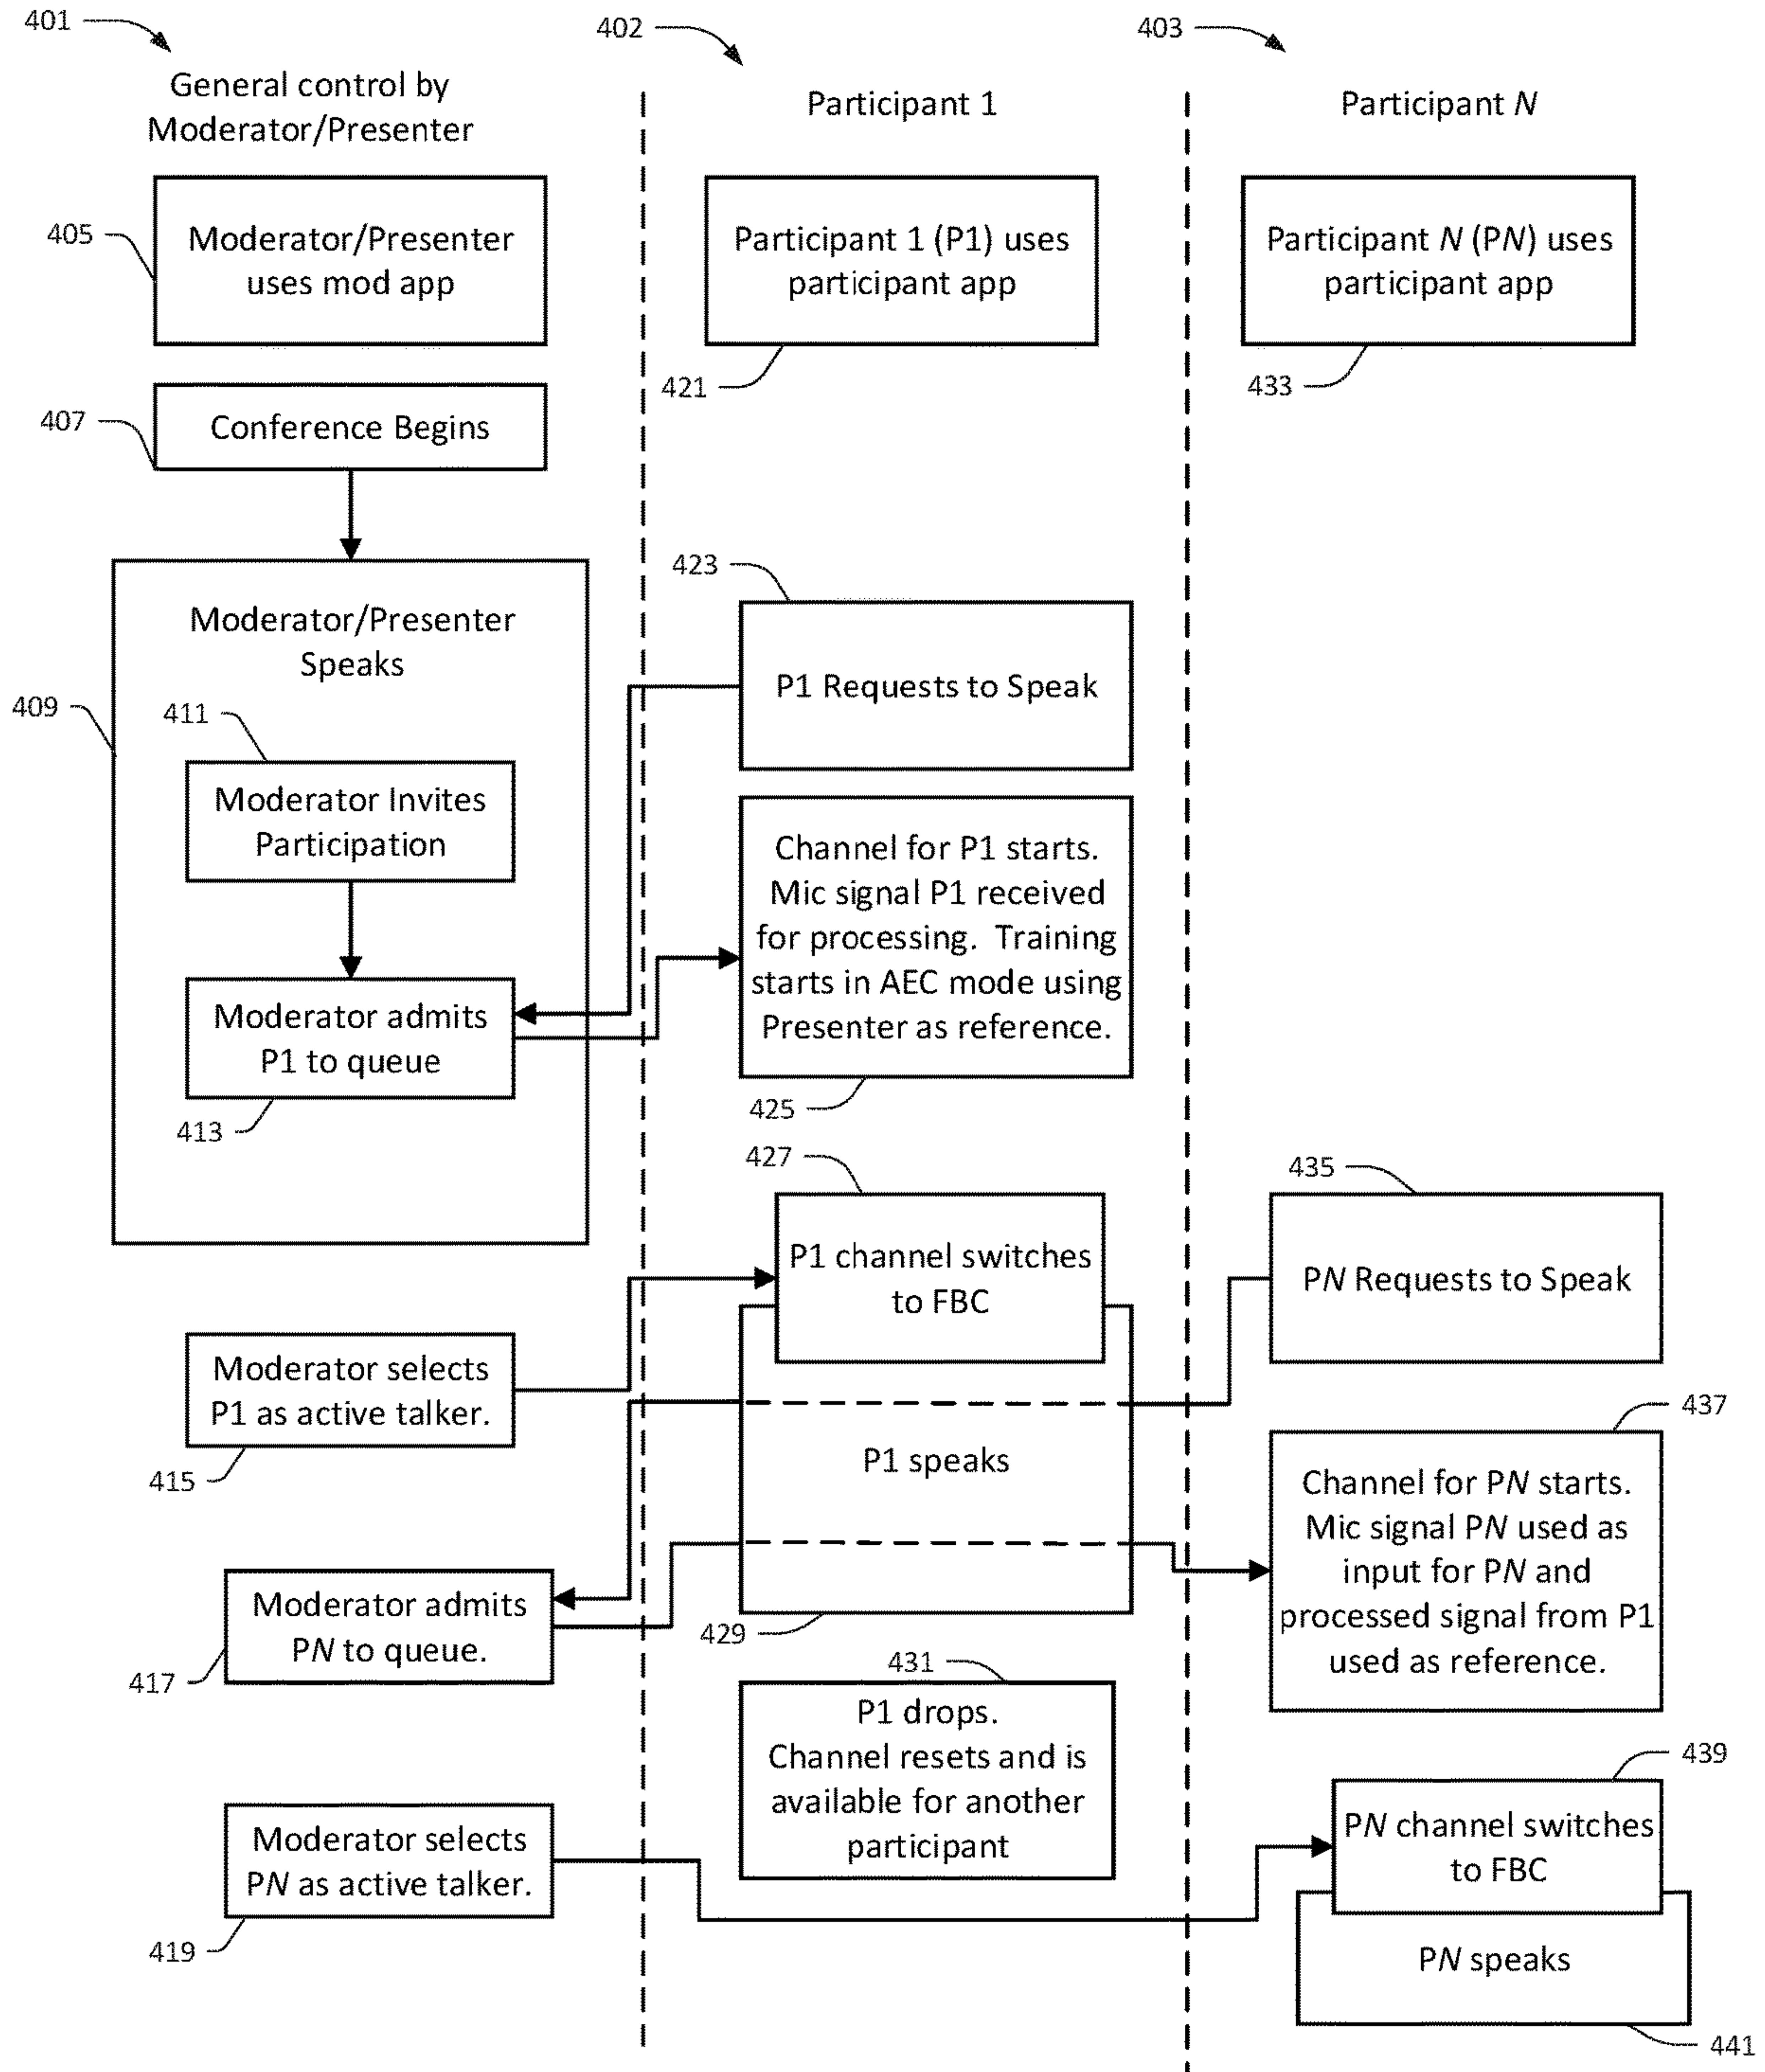 401
General control by
Moderator/Presenter
405
Moderator/Presenter
uses mod app
407
Conference Begins
409
Moderator/Presenter
Speaks
411
Moderator Invites
Participation
Moderator admits
P1 to queue
413
Moderator selects
P1 as active talker.
415
Moderator admits
PN to queue.
417
Moderator selects
PN as active talker.
419
402
Participant 1
Participant 1 (P1) uses
participant app
421
423
P1 Requests to Speak
Channel for P1 starts.
Mic signal P1 received
for processing. Training
starts in AEC mode using
Presenter as reference.
425
427
P1 channel switches
to FBC
P1 speaks
429
431
P1 drops.
Channel resets and is
available for another
participant
403
Participant N
Participant N (PN) uses
participant app
433
435
PN Requests to Speak
437
Channel for PN starts.
Mic signal PN used as
input for PN and
processed signal from P1
used as reference.
439
PN channel switches
to FBC
PN speaks
441